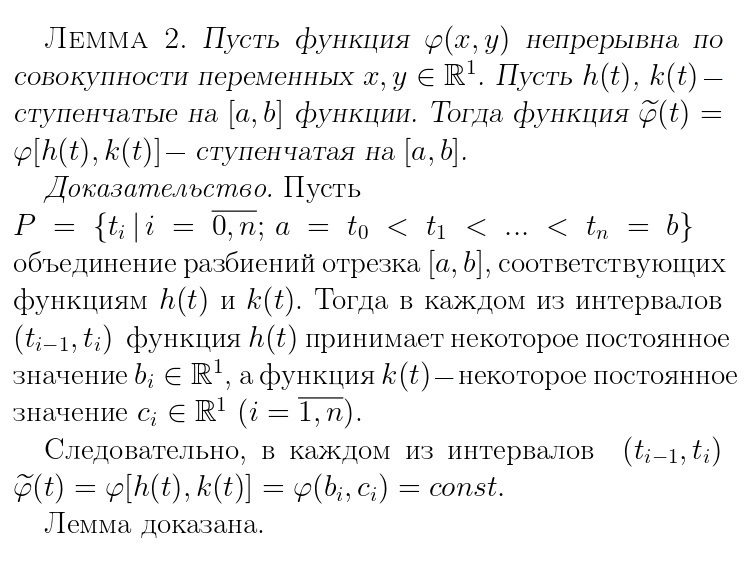 Лемма 2. Пусть функция φ(x, y) непрерывна по
совокупности переменных x, y ∈ ℝ¹. Пусть h(t), k(t) –
ступенчатые на [a, b] функции. Тогда функция φ̃(t) =
φ[h(t), k(t)] – ступенчатая на [a, b].
Доказательство. Пусть
P = {tᵢ | i = 0, n̅; a = t₀ < t₁ < ... < tₙ = b}
объединение разбиений отрезка [a, b], соответствующих
функциям h(t) и k(t). Тогда в каждом из интервалов
(tᵢ₋₁, tᵢ) функция h(t) принимает некоторое постоянное
значение bᵢ ∈ ℝ¹, а функция k(t) – некоторое постоянное
значение cᵢ ∈ ℝ¹ (i = 1, n̅).
Следовательно, в каждом из интервалов (tᵢ₋₁, tᵢ)
φ̃(t) = φ[h(t), k(t)] = φ(bᵢ, cᵢ) = const.
Лемма доказана.